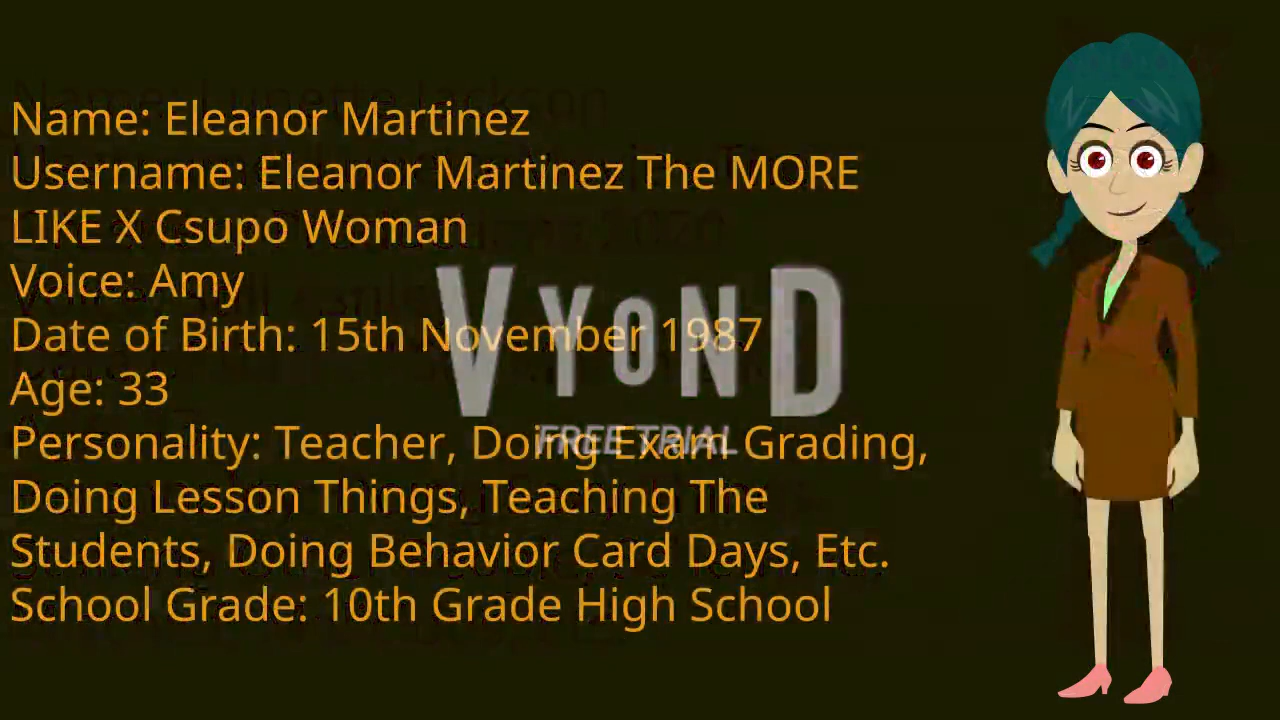 Name: Eleanor Martinez
Username: Eleanor Martinez The MORE
LIKE X Csupo Woman
Voice: Amy
Date of Birth: 15th November 1987
Age: 33
Personality: Teacher, Doing Exam Grading,
Doing Lesson Things, Teaching The
Students, Doing Behavior Card Days, Etc.
School Grade: 10th Grade High School
VYOND
FREE TRIAL